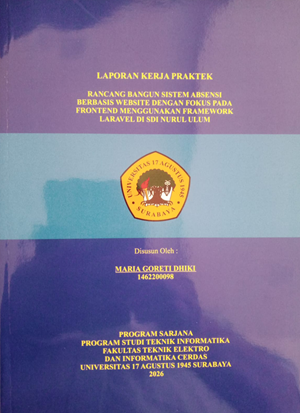 LAPORAN KERJA PRAKTEK
RANCANG BANGUN SISTEM ABSENSI
BERBASIS WEBSITE DENGAN FOKUS PADA
FRONTEND MENGGUNAKAN FRAMEWORK
LARAVEL DI SDI NURUL ULUM
UNIVERSITAS 17 AGUSTUS 1945
SURABAYA
Disusun Oleh :
MARIA GORETI DHIKI
1462200098
PROGRAM SARJANA
PROGRAM STUDI TEKNIK INFORMATIKA
FAKULTAS TEKNIK ELEKTRO
DAN INFORMATIKA CERDAS
UNIVERSITAS 17 AGUSTUS 1945 SURABAYA
2026